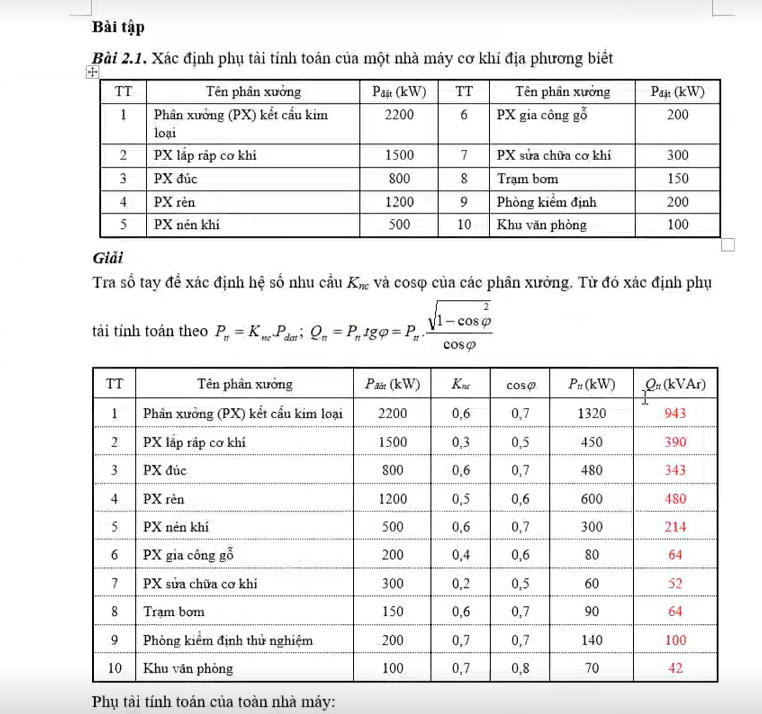 Bài tập
Bài 2.1. Xác định phụ tải tính toán của một nhà máy cơ khí địa phương biết
TT Tên phân xưởng Pđặt (kW) TT Tên phân xưởng Pđặt (kW)
1 Phân xưởng (PX) kết cấu kim loại 2200 6 PX gia công gỗ 200
2 PX lắp ráp cơ khí 1500 7 PX sửa chữa cơ khí 300
3 PX đúc 800 8 Trạm bơm 150
4 PX rèn 1200 9 Phòng kiểm định 200
5 PX nén khí 500 10 Khu văn phòng 100
Giải
Tra sổ tay để xác định hệ số nhu cầu Knc và cosφ của các phân xưởng. Từ đó xác định phụ
tải tính toán theo Ptt = Knc.Pdat; Qtt = Ptt.tgφ = Ptt.√(1−cosφ²)/cosφ
TT Tên phân xưởng Pđặt (kW) Knc cosφ Ptt (kW) Qtt (kVAr)
1 Phân xưởng (PX) kết cấu kim loại 2200 0,6 0,7 1320 943
2 PX lắp ráp cơ khí 1500 0,3 0,5 450 390
3 PX đúc 800 0,6 0,7 480 343
4 PX rèn 1200 0,5 0,6 600 480
5 PX nén khí 500 0,6 0,7 300 214
6 PX gia công gỗ 200 0,4 0,6 80 64
7 PX sửa chữa cơ khí 300 0,2 0,5 60 52
8 Trạm bơm 150 0,6 0,7 90 64
9 Phòng kiểm định thử nghiệm 200 0,7 0,7 140 100
10 Khu văn phòng 100 0,7 0,8 70 42
Phụ tải tính toán của toàn nhà máy: